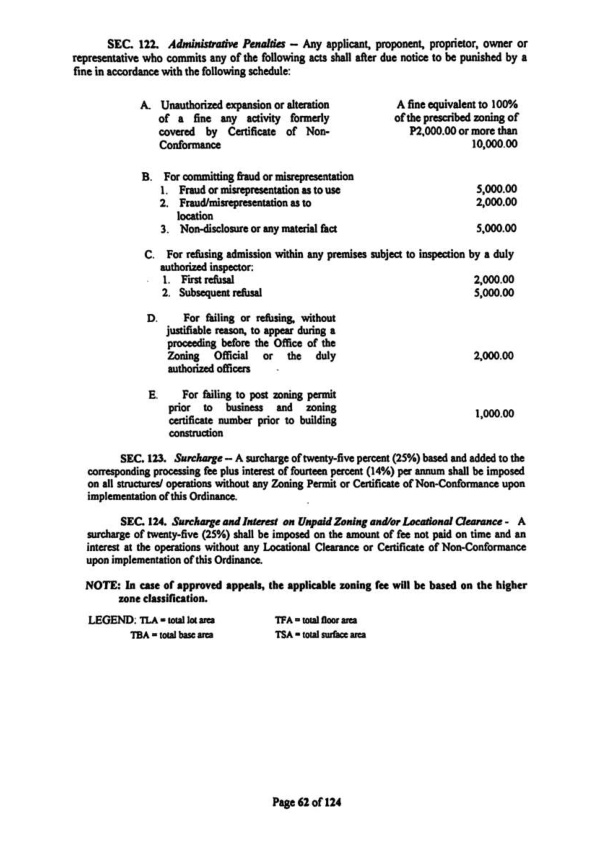 SEC. 122. Administrative Penalties – Any applicant, proponent, proprietor, owner or
representative who commits any of the following acts shall after due notice to be punished by a
fine in accordance with the following schedule:
A. Unauthorized expansion or alteration A fine equivalent to 100%
of a fine any activity formerly of the prescribed zoning of
covered by Certificate of Non- P2,000.00 or more than
Conformance 10,000.00
B. For committing fraud or misrepresentation
1. Fraud or misrepresentation as to use 5,000.00
2. Fraud/misrepresentation as to 2,000.00
location
3. Non-disclosure or any material fact 5,000.00
C. For refusing admission within any premises subject to inspection by a duly
authorized inspector:
1. First refusal 2,000.00
2. Subsequent refusal 5,000.00
D. For failing or refusing, without
justifiable reason, to appear during a
proceeding before the Office of the
Zoning Official or the duly 2,000.00
authorized officers
E. For failing to post zoning permit
prior to business and zoning
certificate number prior to building 1,000.00
construction
SEC. 123. Surcharge -- A surcharge of twenty-five percent (25%) based and added to the
corresponding processing fee plus interest of fourteen percent (14%) per annum shall be imposed
on all structures/ operations without any Zoning Permit or Certificate of Non-Conformance upon
implementation of this Ordinance.
SEC. 124. Surcharge and Interest on Unpaid Zoning and/or Locational Clearance - A
surcharge of twenty-five (25%) shall be imposed on the amount of fee not paid on time and an
interest at the operations without any Locational Clearance or Certificate of Non-Conformance
upon implementation of this Ordinance.
NOTE: In case of approved appeals, the applicable zoning fee will be based on the higher
zone classification.
LEGEND: TLA = total lot area TFA = total floor area
TBA = total base area TSA = total surface area
Page 62 of 124